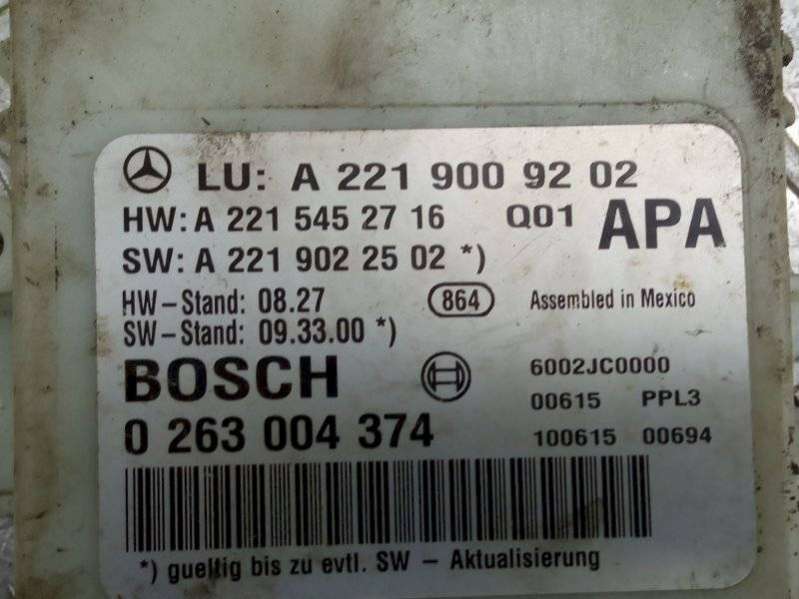 LU: A 221 900 92 02
HW: A 221 545 27 16 Q01 APA
SW: A 221 902 25 02 *)
HW–Stand: 08.27 864 Assembled in Mexico
SW–Stand: 09.33.00 *)
BOSCH 6002JC0000
00615 PPL3
0 263 004 374 100615 00694
*) gueltig bis zu evtl. SW – Aktualisierung